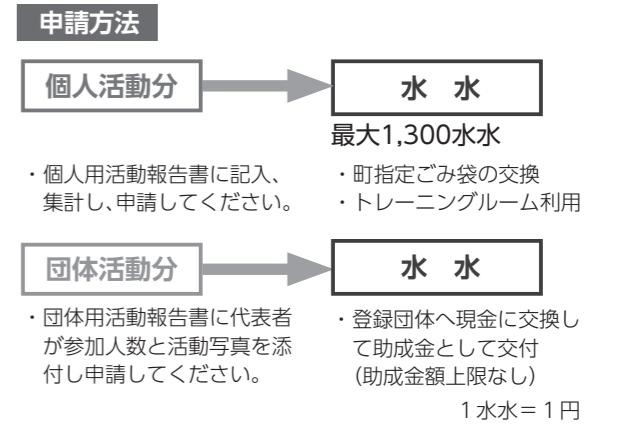 申請方法
個人活動分
水 水
最大1,300水水
・個人用活動報告書に記入、
集計し、申請してください。
・町指定ごみ袋の交換
・トレーニングルーム利用
団体活動分
水 水
・団体用活動報告書に代表者
が参加人数と活動写真を添
付し申請してください。
・登録団体へ現金に交換し
て助成金として交付
（助成金額上限なし）
1水水＝1円